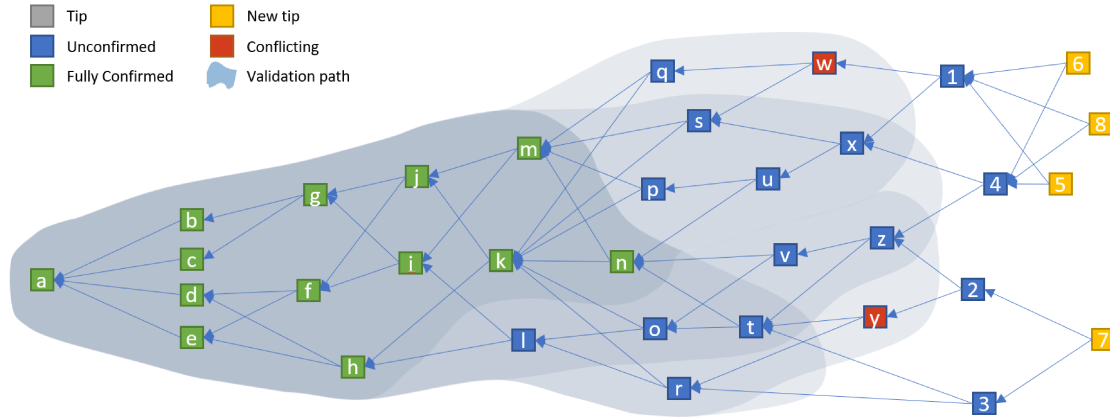 Tip
New tip
Unconfirmed
Conflicting
Fully Confirmed
Validation path
q
w
1
6
s
8
m
x
j
p
u
4
5
g
b
z
c
i
k
n
v
a
d
f
2
e
y
l
o
t
7
h
r
3